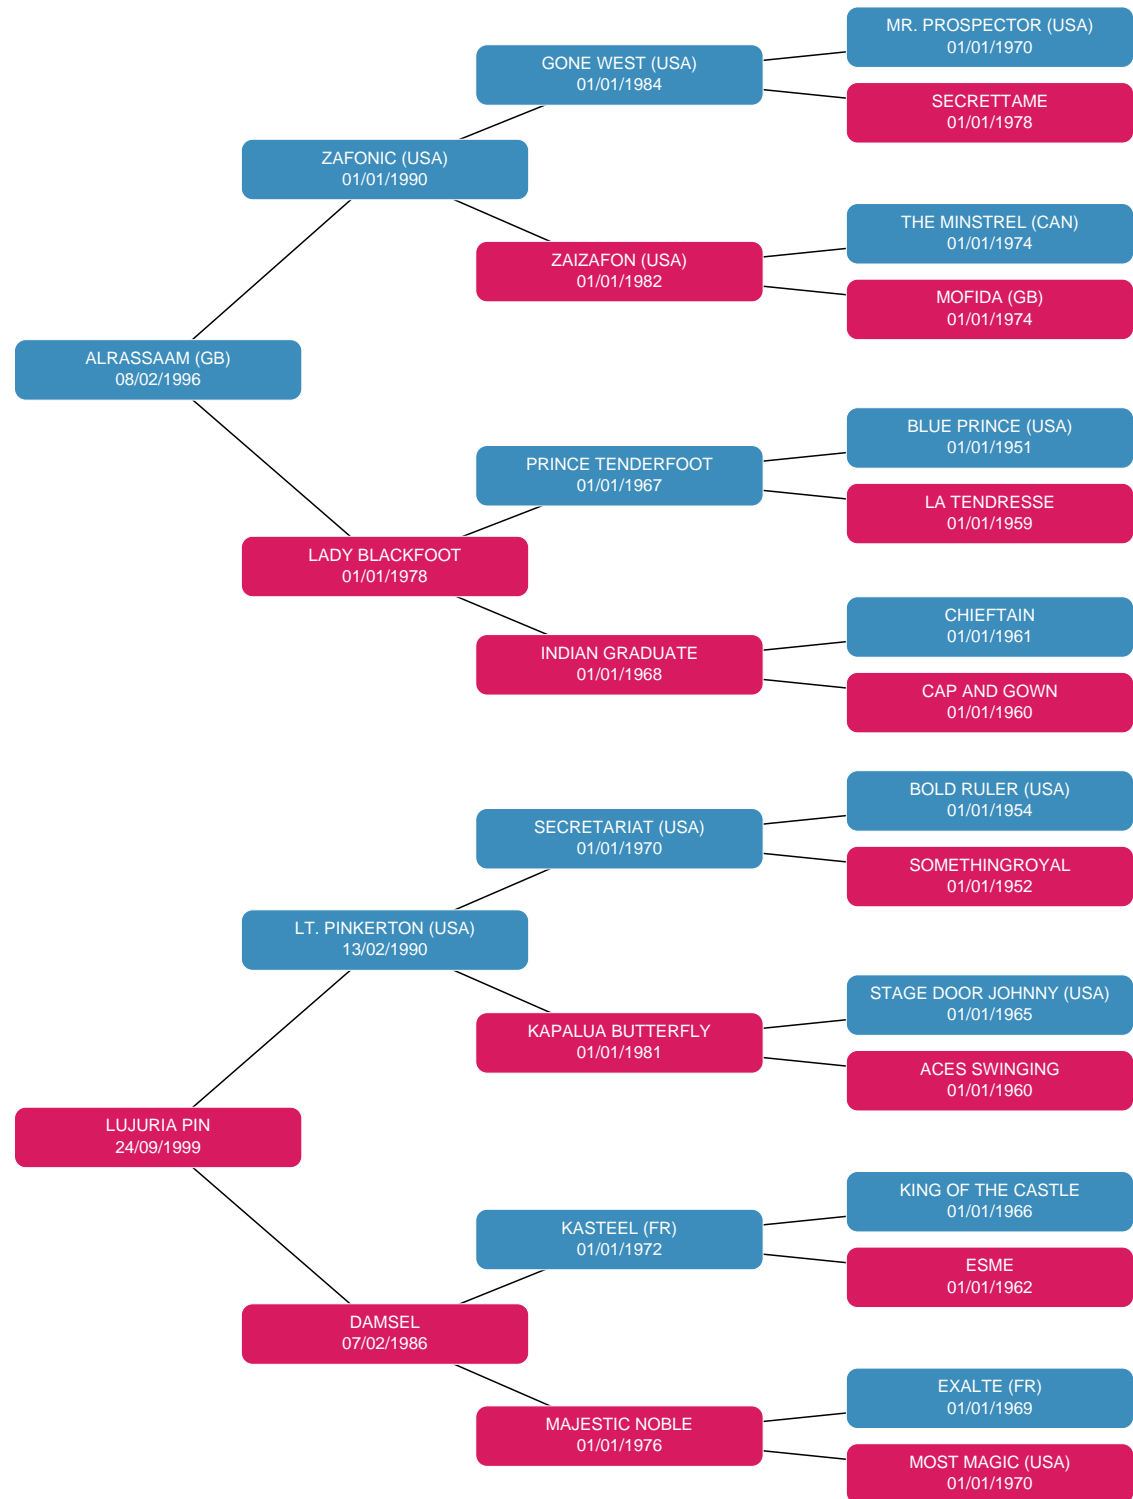 MR. PROSPECTOR (USA)
01/01/1970
GONE WEST (USA)
01/01/1984
SECRETTAME
01/01/1978
ZAFONIC (USA)
01/01/1990
THE MINSTREL (CAN)
01/01/1974
ZAIZAFON (USA)
01/01/1982
MOFIDA (GB)
01/01/1974
ALRASSAAM (GB)
08/02/1996
BLUE PRINCE (USA)
01/01/1951
PRINCE TENDERFOOT
01/01/1967
LA TENDRESSE
01/01/1959
LADY BLACKFOOT
01/01/1978
CHIEFTAIN
01/01/1961
INDIAN GRADUATE
01/01/1968
CAP AND GOWN
01/01/1960
BOLD RULER (USA)
01/01/1954
SECRETARIAT (USA)
01/01/1970
SOMETHINGROYAL
01/01/1952
LT. PINKERTON (USA)
13/02/1990
STAGE DOOR JOHNNY (USA)
01/01/1965
KAPALUA BUTTERFLY
01/01/1981
ACES SWINGING
01/01/1960
LUJURIA PIN
24/09/1999
KING OF THE CASTLE
01/01/1966
KASTEEL (FR)
01/01/1972
ESME
01/01/1962
DAMSEL
07/02/1986
EXALTE (FR)
01/01/1969
MAJESTIC NOBLE
01/01/1976
MOST MAGIC (USA)
01/01/1970